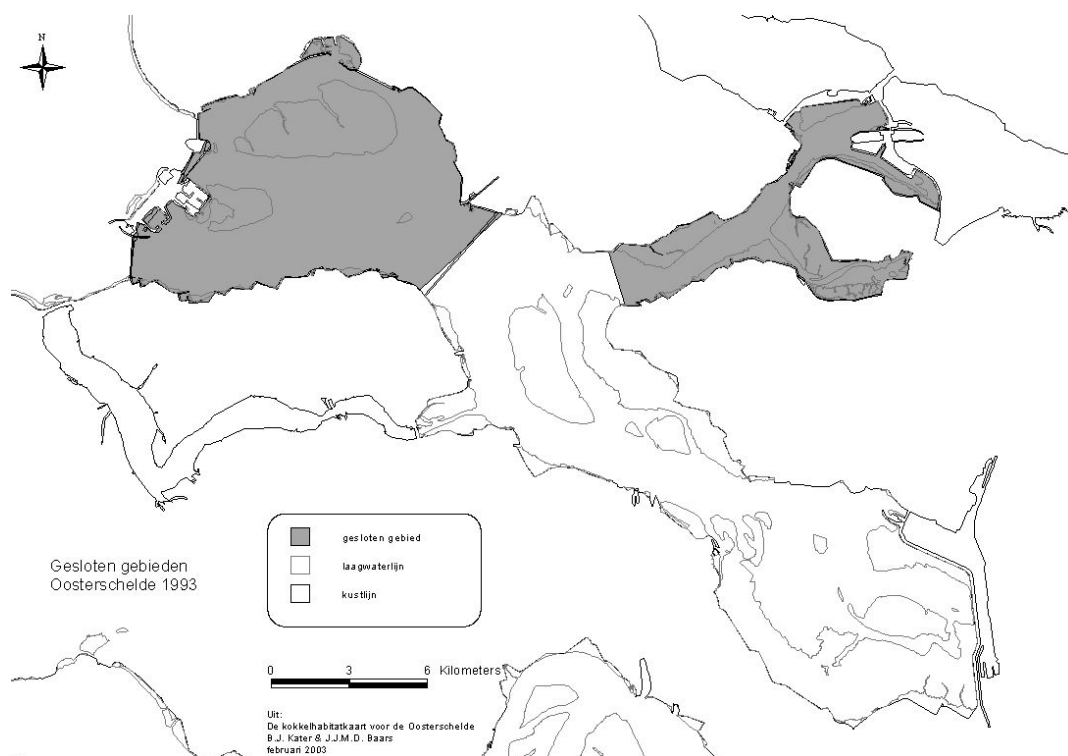 N
gesloten gebied
laagwaterlijn
kustlijn
Gesloten gebieden
Oosterschelde 1993
0 3 6 Kilometers
Uit:
De kokkelhabitatkaart voor de Oosterschelde
B.J. Kater & J.J.M.D. Baars
februari 2003